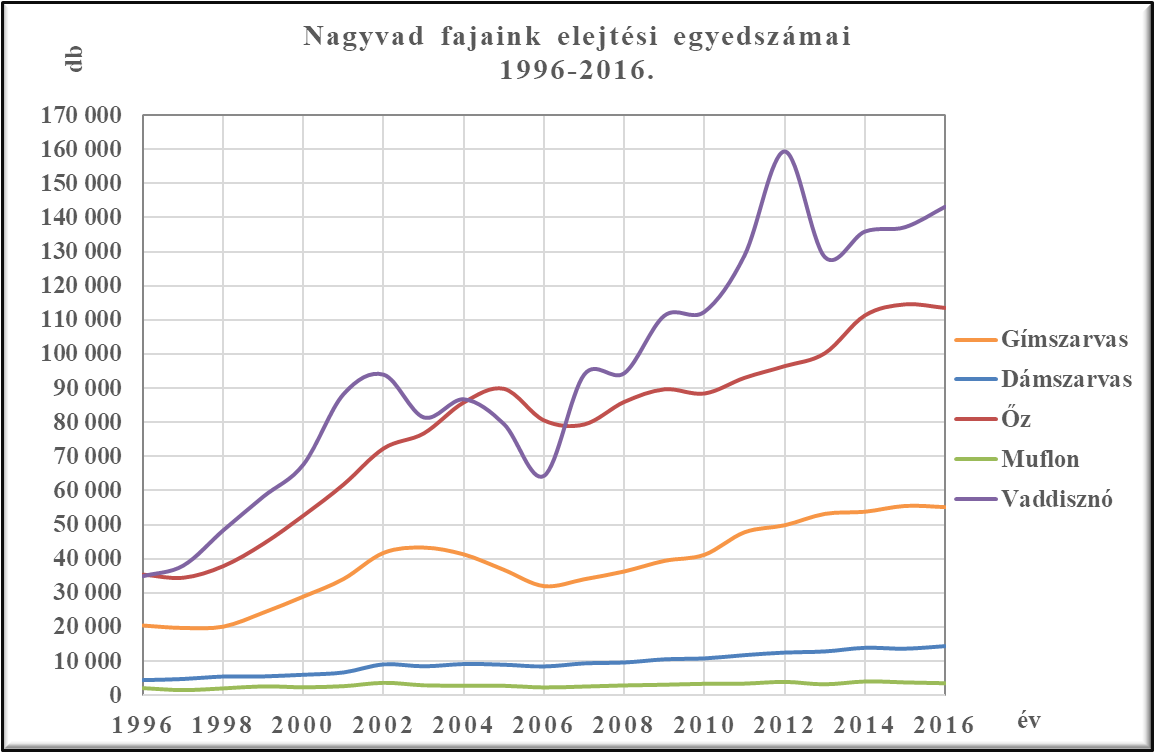 Nagyvad fajaink elejtési egyedszámai
1996-2016.
db
170 000
160 000
150 000
140 000
130 000
120 000
110 000
100 000
90 000
80 000
70 000
60 000
50 000
40 000
30 000
20 000
10 000
0
1996 1998 2000 2002 2004 2006 2008 2010 2012 2014 2016
év
Gímszarvas
Dámszarvas
Őz
Muflon
Vaddisznó